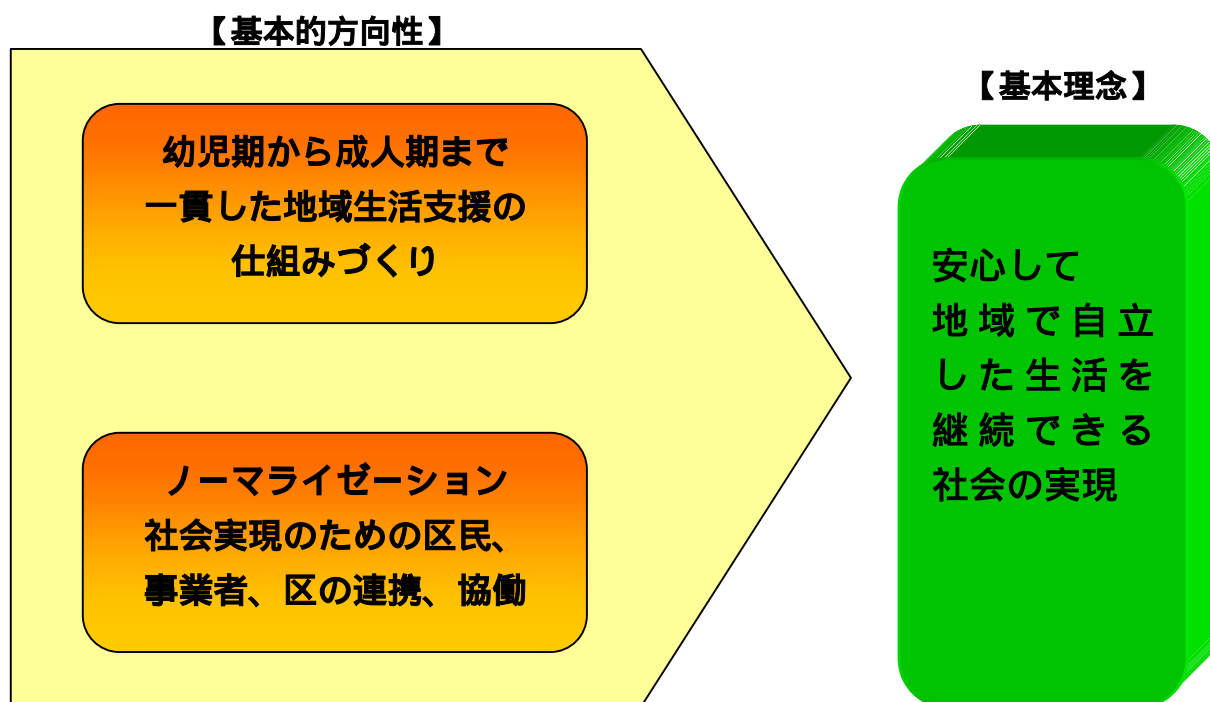 【基本的方向性】
幼児期から成人期まで
一貫した地域生活支援の
仕組みづくり
ノーマライゼーション
社会実現のための区民、
事業者、区の連携、協働
【基本理念】
安心して
地域で自立
した生活を
継続できる
社会の実現